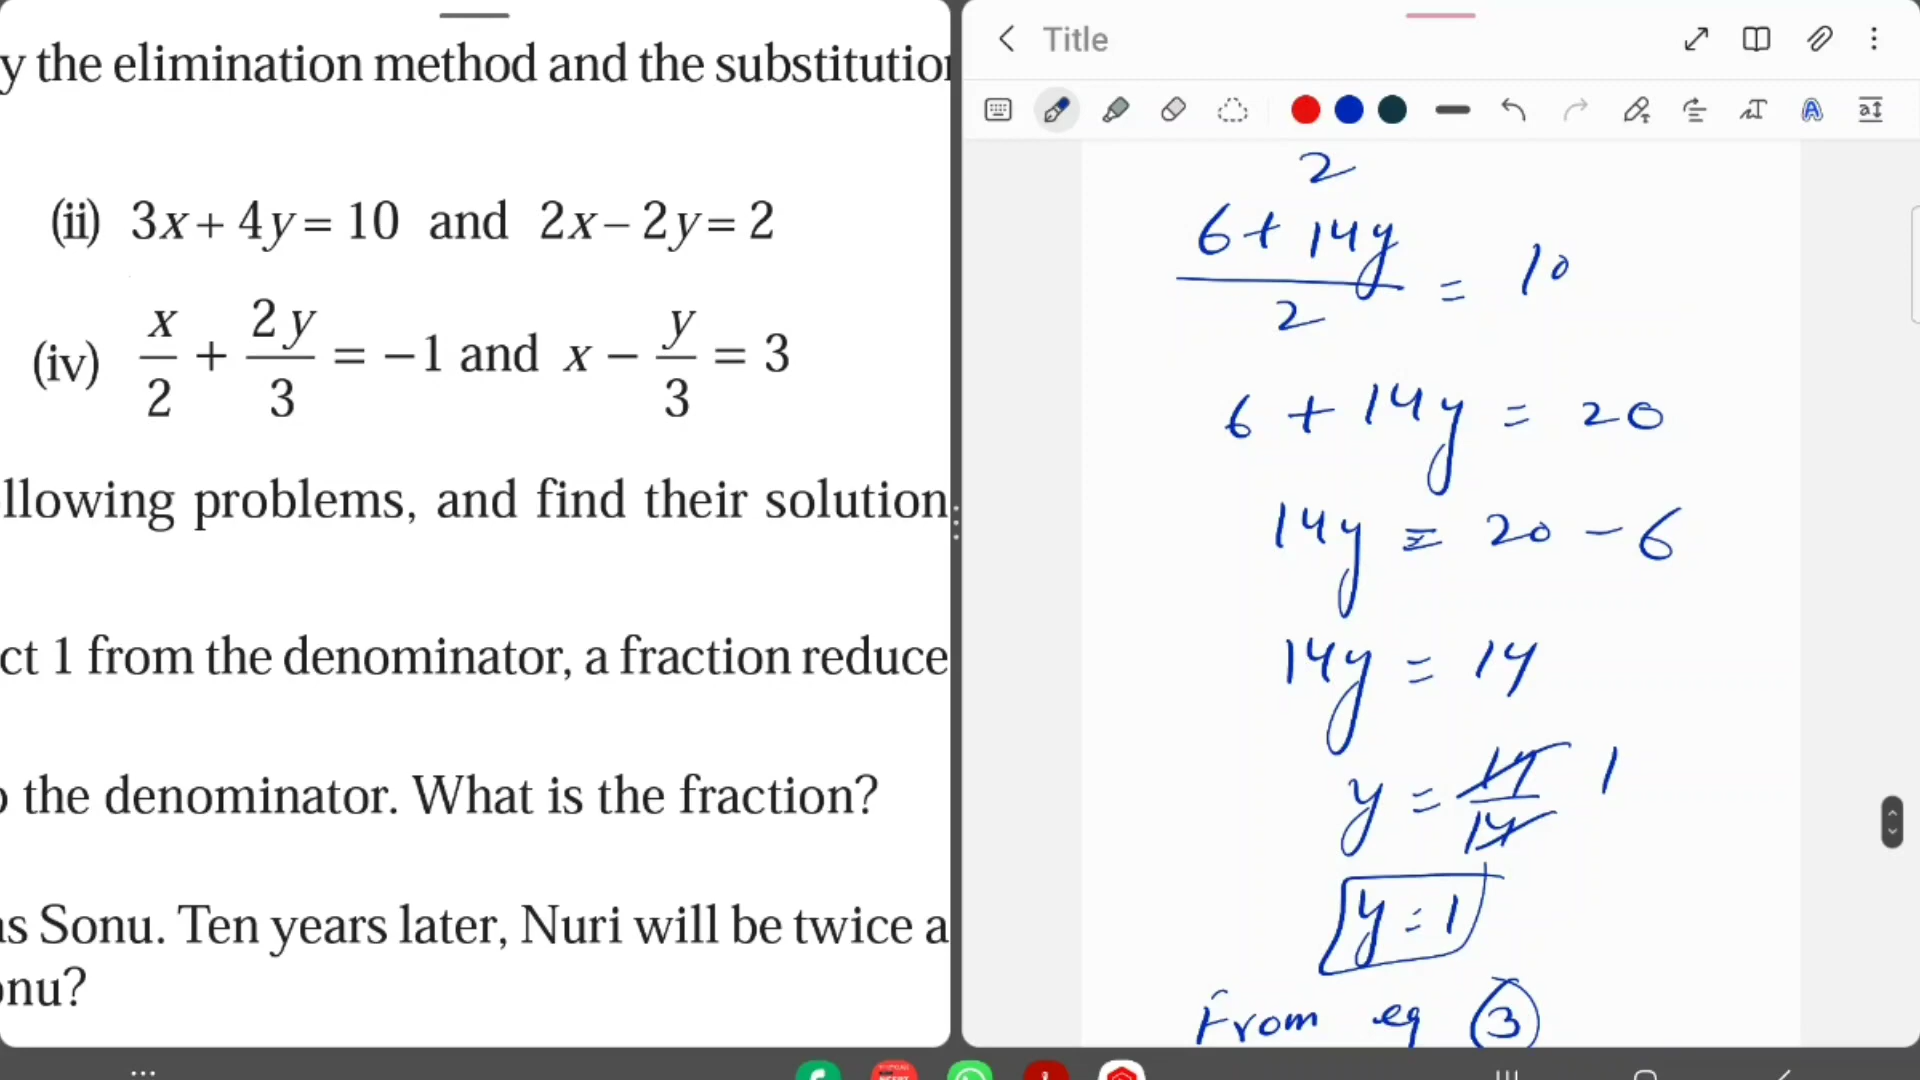 y the elimination method and the substitution
(ii) 3x + 4y = 10 and 2x – 2y = 2
(iv) x/2 + 2y/3 = –1 and x – y/3 = 3
llowing problems, and find their solution
ct 1 from the denominator, a fraction reduce
o the denominator. What is the fraction?
as Sonu. Ten years later, Nuri will be twice a
onu?
Title
2
6 + 14y / 2 = 10
6 + 14y = 20
14y = 20 – 6
14y = 14
y = 14/14 1
y = 1
From eq 3